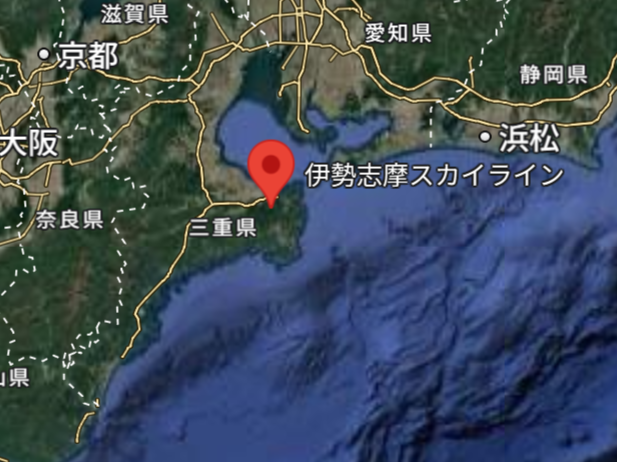 滋賀県
愛知県
京都
静岡県
大阪
浜松
伊勢志摩スカイライン
奈良県
三重県
山県